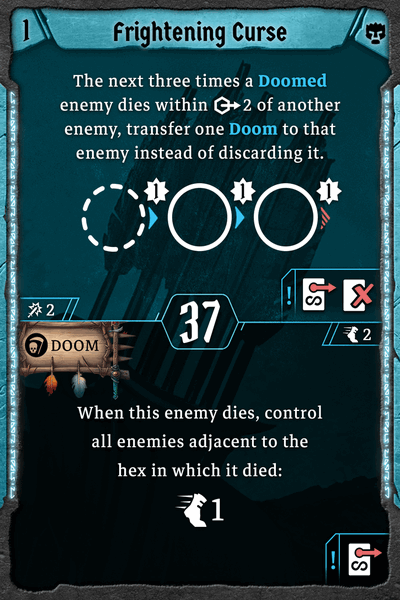 1
Frightening Curse
The next three times a Doomed
enemy dies within 2 of another
enemy, transfer one Doom to that
enemy instead of discarding it.
1 1 1
2
37
2
DOOM
When this enemy dies, control
all enemies adjacent to the
hex in which it died:
1